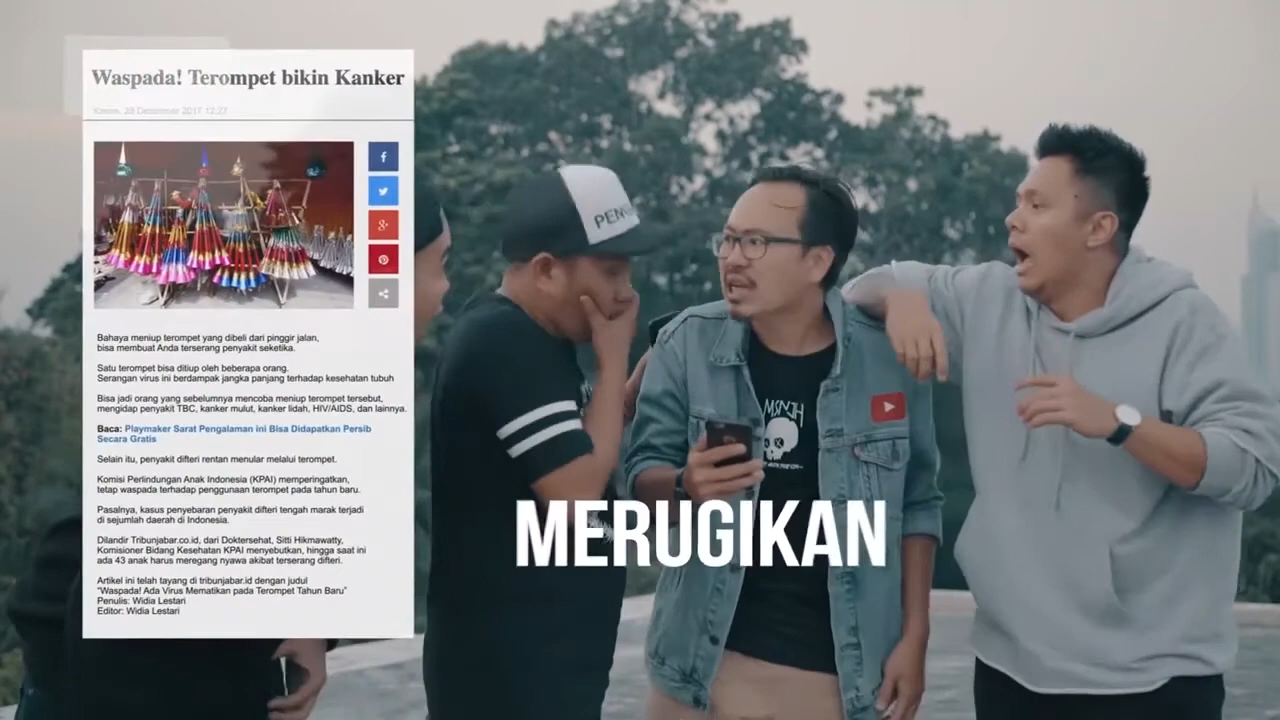 Waspada! Terompet bikin Kanker
Kamis, 28 Desember 2017 12:27
Bahaya meniup terompet yang dibeli dari pinggir jalan,
bisa membuat Anda terserang penyakit seketika.
Satu terompet bisa ditiup oleh beberapa orang.
Serangan virus ini berdampak jangka panjang terhadap kesehatan tubuh
Bisa jadi orang yang sebelumnya mencoba meniup terompet tersebut,
mengidap penyakit TBC, kanker mulut, kanker lidah, HIV/AIDS, dan lainnya.
Baca: Playmaker Sarat Pengalaman ini Bisa Didapatkan Persib
Secara Gratis
Selain itu, penyakit difteri rentan menular melalui terompet.
Komisi Perlindungan Anak Indonesia (KPAI) memperingatkan,
tetap waspada terhadap penggunaan terompet pada tahun baru.
Pasalnya, kasus penyebaran penyakit difteri tengah marak terjadi
di sejumlah daerah di Indonesia.
Dilandir Tribunjabar.co.id, dari Doktersehat, Sitti Hikmawatty,
Komisioner Bidang Kesehatan KPAI menyebutkan, hingga saat ini
ada 43 anak harus meregang nyawa akibat terserang difteri.
Artikel ini telah tayang di tribunjabar.id dengan judul
"Waspada! Ada Virus Mematikan pada Terompet Tahun Baru"
Penulis: Widia Lestari
Editor: Widia Lestari
MERUGIKAN